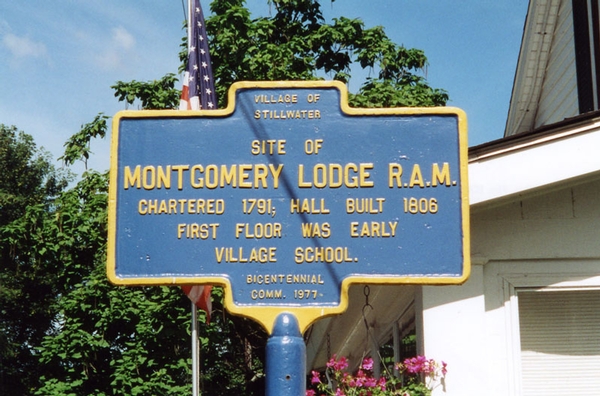 VILLAGE OF
STILLWATER
SITE OF
MONTGOMERY LODGE R.A.M.
CHARTERED 1791; HALL BUILT 1806
FIRST FLOOR WAS EARLY
VILLAGE SCHOOL.
BICENTENNIAL
COMM. 1977